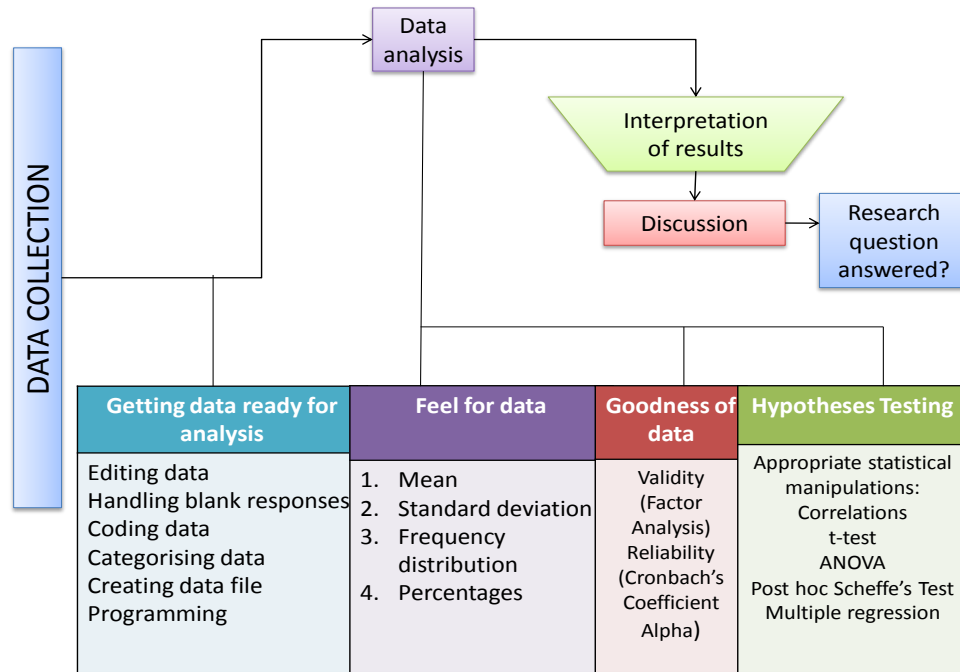 DATA COLLECTION
Data
analysis
Interpretation
of results
Discussion
Research
question
answered?
Getting data ready for
analysis
Editing data
Handling blank responses
Coding data
Categorising data
Creating data file
Programming
Feel for data
1. Mean
2. Standard deviation
3. Frequency
distribution
4. Percentages
Goodness of
data
Validity
(Factor
Analysis)
Reliability
(Cronbach’s
Coefficient
Alpha)
Hypotheses Testing
Appropriate statistical
manipulations:
Correlations
t-test
ANOVA
Post hoc Scheffe’s Test
Multiple regression